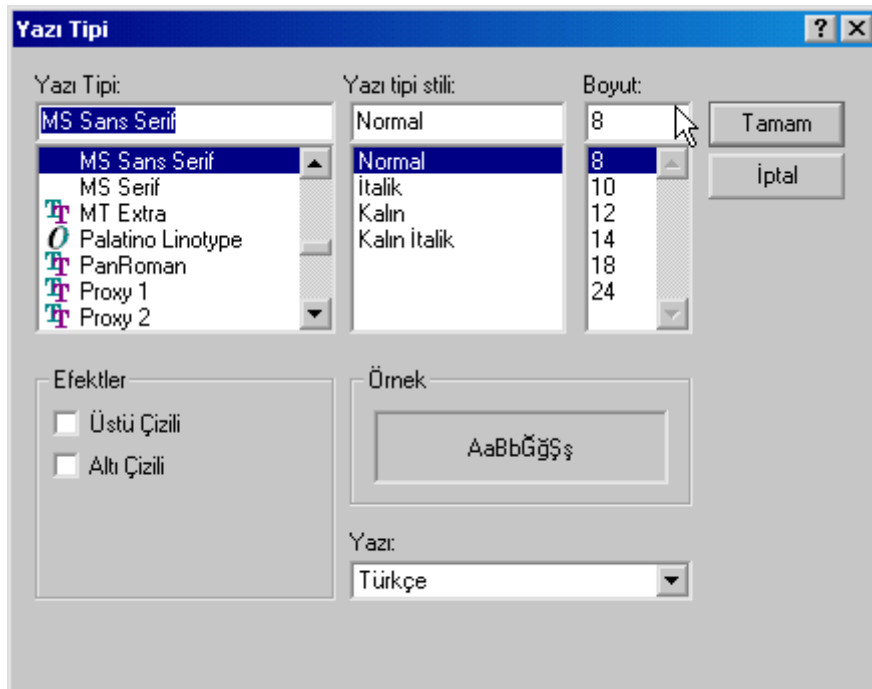 Yazı Tipi
Yazı Tipi:
MS Sans Serif
MS Sans Serif
MS Serif
MT Extra
Palatino Linotype
PanRoman
Proxy 1
Proxy 2
Yazı tipi stili:
Normal
Normal
İtalik
Kalın
Kalın İtalik
Boyut:
8
8
10
12
14
18
24
Tamam
İptal
Efektler
Üstü Çizili
Altı Çizili
Örnek
AaBbĞğŞş
Yazı:
Türkçe